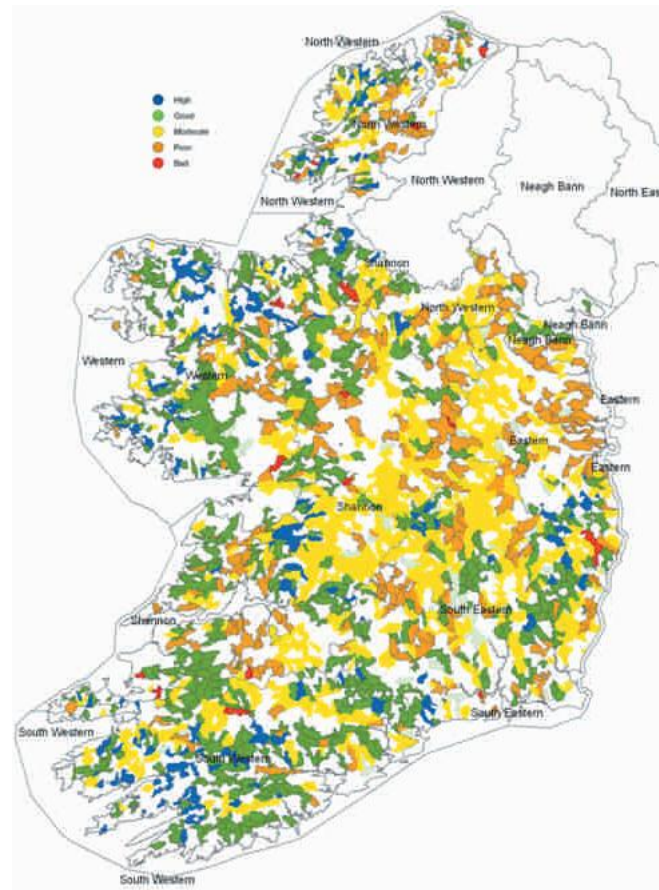 North Western
High
Good
Moderate
Poor
Bad
North Western
North Western
Neagh Bann
North Eas
North Western
Shannon
North Western
Neagh Bann
Neagh Bann
Western
Western
Eastern
Eastern
Eastern
Shannon
South Eastern
Shannon
South Eastern
South Western
South Western
South Western